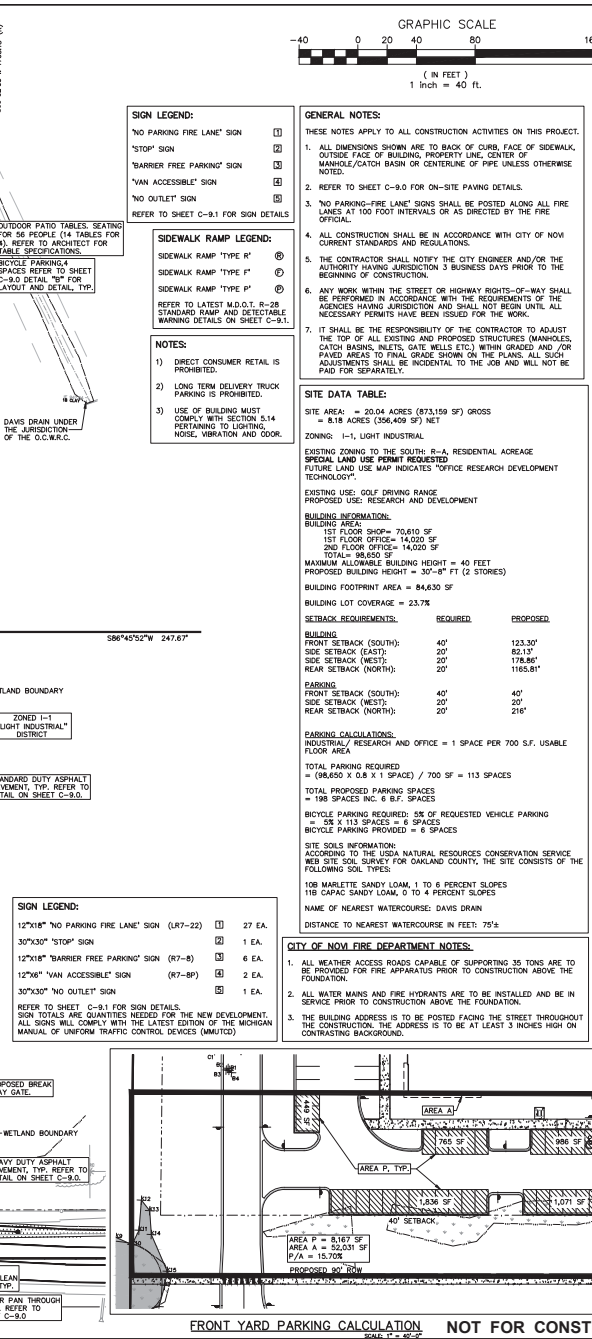 GRAPHIC SCALE
-40 0 20 40 80 16
( IN FEET )
1 inch = 40 ft.
SIGN LEGEND:
"NO PARKING FIRE LANE" SIGN 1
"STOP" SIGN 2
"BARRIER FREE PARKING" SIGN 3
"VAN ACCESSIBLE" SIGN 4
"NO OUTLET" SIGN 5
REFER TO SHEET C-9.1 FOR SIGN DETAILS
OUTDOOR PATIO TABLES. SEATING
FOR 56 PEOPLE (14 TABLES FOR
4). REFER TO ARCHITECT FOR
TABLE SPECIFICATIONS.
BICYCLE PARKING,4
SPACES REFER TO SHEET
C-9.0 DETAIL "B" FOR
LAYOUT AND DETAIL, TYP.
SIDEWALK RAMP LEGEND:
SIDEWALK RAMP 'TYPE R' R
SIDEWALK RAMP 'TYPE F' F
SIDEWALK RAMP 'TYPE P' P
REFER TO LATEST M.D.O.T. R-28
STANDARD RAMP AND DETECTABLE
WARNING DETAILS ON SHEET C-9.1.
NOTES:
1) DIRECT CONSUMER RETAIL IS
PROHIBITED.
2) LONG TERM DELIVERY TRUCK
PARKING IS PROHIBITED.
3) USE OF BUILDING MUST
COMPLY WITH SECTION 5.14
PERTAINING TO LIGHTING,
NOISE, VIBRATION AND ODOR.
DAVIS DRAIN UNDER
THE JURISDICTION
OF THE O.C.W.R.C.
GENERAL NOTES:
THESE NOTES APPLY TO ALL CONSTRUCTION ACTIVITIES ON THIS PROJECT.
1. ALL DIMENSIONS SHOWN ARE TO BACK OF CURB, FACE OF SIDEWALK,
OUTSIDE FACE OF BUILDING, PROPERTY LINE, CENTER OF
MANHOLE/CATCH BASIN OR CENTERLINE OF PIPE UNLESS OTHERWISE
NOTED.
2. REFER TO SHEET C-9.0 FOR ON-SITE PAVING DETAILS.
3. 'NO PARKING-FIRE LANE' SIGNS SHALL BE POSTED ALONG ALL FIRE
LANES AT 100 FOOT INTERVALS OR AS DIRECTED BY THE FIRE
OFFICIAL.
4. ALL CONSTRUCTION SHALL BE IN ACCORDANCE WITH CITY OF NOVI
CURRENT STANDARDS AND REGULATIONS.
5. THE CONTRACTOR SHALL NOTIFY THE CITY ENGINEER AND/OR THE
AUTHORITY HAVING JURISDICTION 3 BUSINESS DAYS PRIOR TO THE
BEGINNING OF CONSTRUCTION.
6. ANY WORK WITHIN THE STREET OR HIGHWAY RIGHTS-OF-WAY SHALL
BE PERFORMED IN ACCORDANCE WITH THE REQUIREMENTS OF THE
AGENCIES HAVING JURISDICTION AND SHALL NOT BEGIN UNTIL ALL
NECESSARY PERMITS HAVE BEEN ISSUED FOR THE WORK.
7. IT SHALL BE THE RESPONSIBILITY OF THE CONTRACTOR TO ADJUST
THE TOP OF ALL EXISTING AND PROPOSED STRUCTURES (MANHOLES,
CATCH BASINS, INLETS, GATE WELLS ETC.) WITHIN GRADED AND /OR
PAVED AREAS TO FINAL GRADE SHOWN ON THE PLANS. ALL SUCH
ADJUSTMENTS SHALL BE INCIDENTAL TO THE JOB AND WILL NOT BE
PAID FOR SEPARATELY.
SITE DATA TABLE:
SITE AREA: = 20.04 ACRES (873,159 SF) GROSS
= 8.18 ACRES (356,409 SF) NET
ZONING: I-1, LIGHT INDUSTRIAL
EXISTING ZONING TO THE SOUTH: R-A, RESIDENTIAL ACREAGE
SPECIAL LAND USE PERMIT REQUESTED
FUTURE LAND USE MAP INDICATES "OFFICE RESEARCH DEVELOPMENT
TECHNOLOGY".
EXISTING USE: GOLF DRIVING RANGE
PROPOSED USE: RESEARCH AND DEVELOPMENT
BUILDING INFORMATION:
BUILDING AREA:
1ST FLOOR SHOP= 70,610 SF
1ST FLOOR OFFICE= 14,020 SF
2ND FLOOR OFFICE= 14,020 SF
TOTAL= 98,650 SF
MAXIMUM ALLOWABLE BUILDING HEIGHT = 40 FEET
PROPOSED BUILDING HEIGHT = 30'-8" FT (2 STORIES)
BUILDING FOOTPRINT AREA = 84,630 SF
BUILDING LOT COVERAGE = 23.7%
SETBACK REQUIREMENTS: REQUIRED PROPOSED
BUILDING
FRONT SETBACK (SOUTH): 40' 123.30'
SIDE SETBACK (EAST): 20' 82.13'
SIDE SETBACK (WEST): 20' 178.86'
REAR SETBACK (NORTH): 20' 1165.81'
PARKING
FRONT SETBACK (SOUTH): 40' 40'
SIDE SETBACK (WEST): 20' 20'
REAR SETBACK (NORTH): 20' 216'
PARKING CALCULATIONS:
INDUSTRIAL/ RESEARCH AND OFFICE = 1 SPACE PER 700 S.F. USABLE
FLOOR AREA
TOTAL PARKING REQUIRED
= (98,650 X 0.8 X 1 SPACE) / 700 SF = 113 SPACES
TOTAL PROPOSED PARKING SPACES
= 198 SPACES INC. 6 B.F. SPACES
BICYCLE PARKING REQUIRED: 5% OF REQUESTED VEHICLE PARKING
= 5% X 113 SPACES = 6 SPACES
BICYCLE PARKING PROVIDED = 6 SPACES
SITE SOILS INFORMATION:
ACCORDING TO THE USDA NATURAL RESOURCES CONSERVATION SERVICE
WEB SITE SOIL SURVEY FOR OAKLAND COUNTY, THE SITE CONSISTS OF THE
FOLLOWING SOIL TYPES:
10B MARLETTE SANDY LOAM, 1 TO 6 PERCENT SLOPES
11B CAPAC SANDY LOAM, 0 TO 4 PERCENT SLOPES
NAME OF NEAREST WATERCOURSE: DAVIS DRAIN
DISTANCE TO NEAREST WATERCOURSE IN FEET: 75'±
S86°45'52"W 247.67'
TLAND BOUNDARY
ZONED I-1
LIGHT INDUSTRIAL"
DISTRICT
ANDARD DUTY ASPHALT
VEMENT, TYP. REFER TO
TAIL ON SHEET C-9.0.
SIGN LEGEND:
12"X18" 'NO PARKING FIRE LANE' SIGN (LR7-22) 1 27 EA.
30"X30" 'STOP' SIGN 2 1 EA.
12"X18" 'BARRIER FREE PARKING' SIGN (R7-8) 3 6 EA.
12"X6" 'VAN ACCESSIBLE' SIGN (R7-8P) 4 2 EA.
30"X30" 'NO OUTLET' SIGN 5 1 EA.
REFER TO SHEET C-9.1 FOR SIGN DETAILS.
SIGN TOTALS ARE QUANTITIES NEEDED FOR THE NEW DEVELOPMENT.
ALL SIGNS WILL COMPLY WITH THE LATEST EDITION OF THE MICHIGAN
MANUAL OF UNIFORM TRAFFIC CONTROL DEVICES (MMUTCD)
CITY OF NOVI FIRE DEPARTMENT NOTES:
1. ALL WEATHER ACCESS ROADS CAPABLE OF SUPPORTING 35 TONS ARE TO
BE PROVIDED FOR FIRE APPARATUS PRIOR TO CONSTRUCTION ABOVE THE
FOUNDATION.
2. ALL WATER MAINS AND FIRE HYDRANTS ARE TO BE INSTALLED AND BE IN
SERVICE PRIOR TO CONSTRUCTION ABOVE THE FOUNDATION.
3. THE BUILDING ADDRESS IS TO BE POSTED FACING THE STREET THROUGHOUT
THE CONSTRUCTION. THE ADDRESS IS TO BE AT LEAST 3 INCHES HIGH ON
CONTRASTING BACKGROUND.
OPOSED BREAK
AY GATE.
-WETLAND BOUNDARY
AVY DUTY ASPHALT
VEMENT, TYP. REFER TO
TAIL ON SHEET C-9.0.
LEAN
TYP.
R PAN THROUGH
. REFER TO
C-9.0
B3
B4
449 SF
AREA A
765 SF
986 SF
AREA P, TYP.
1,836 SF
1,071 SF
40' SETBACK
AREA P = 8,167 SF
AREA A = 52,031 SF
P/A = 15.70%
PROPOSED 90' ROW
FRONT YARD PARKING CALCULATION
SCALE: 1" = 40'-0"
NOT FOR CONST